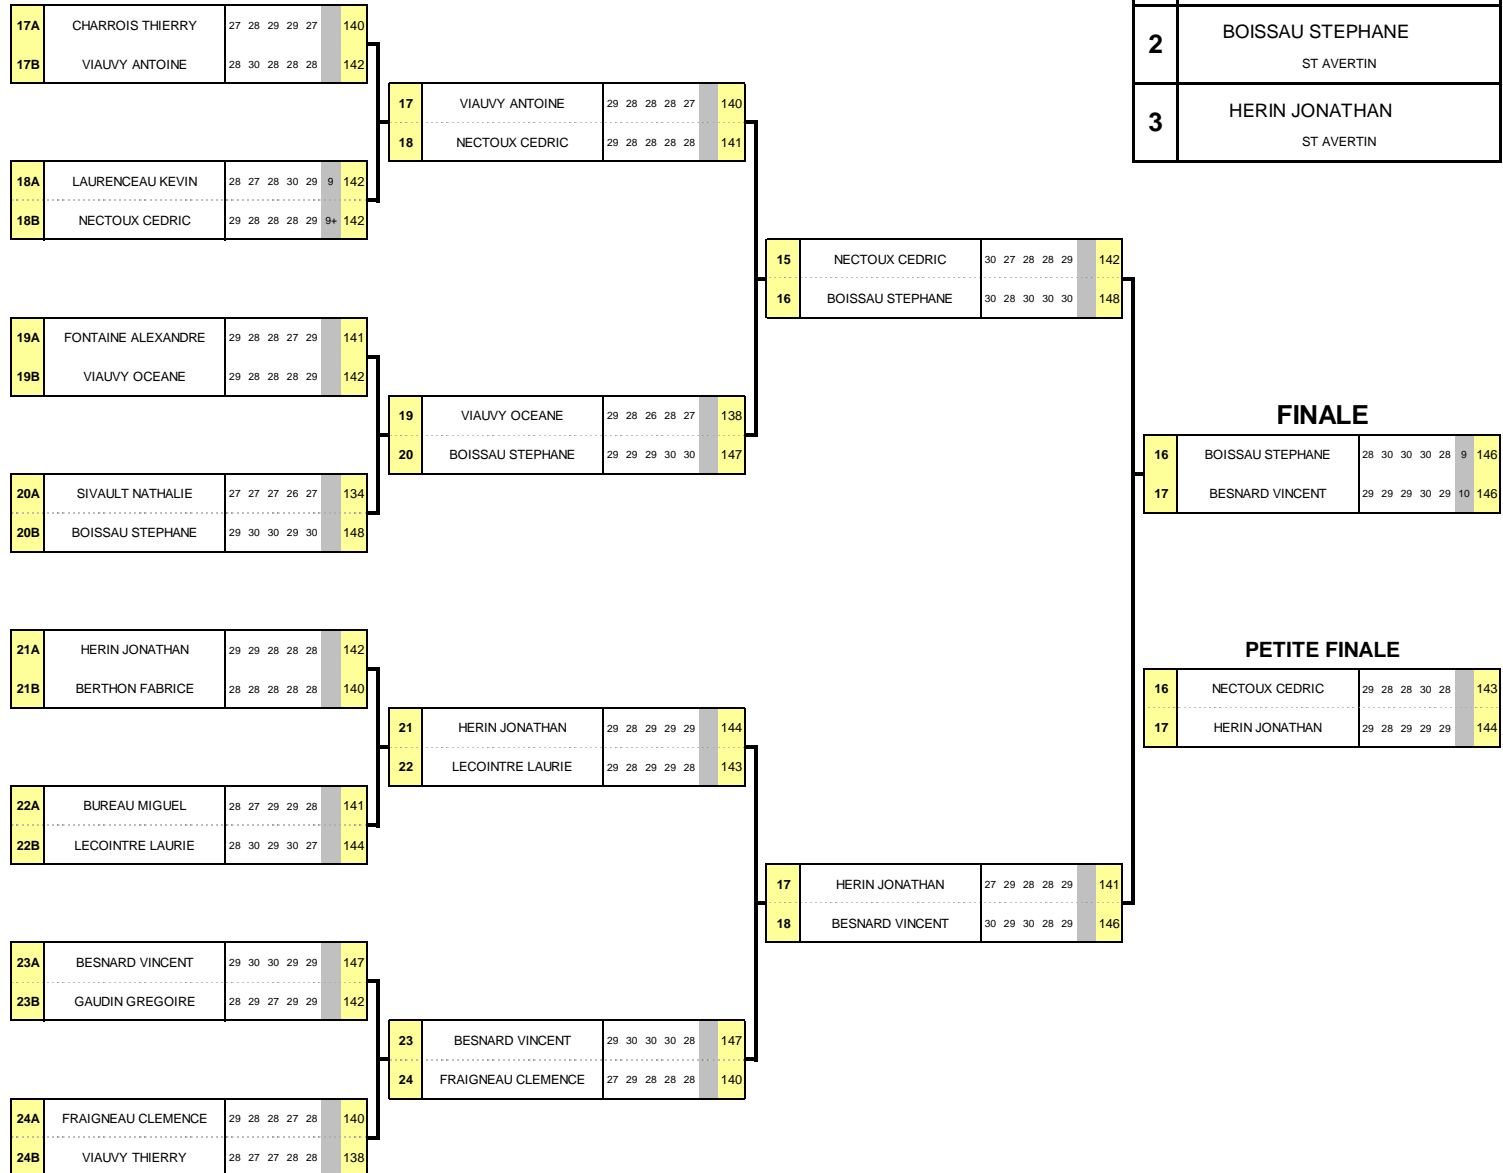 17A CHARROIS THIERRY 27 28 29 29 27 140
17B VIAUVY ANTOINE 28 30 28 28 28 142
18A LAURENCEAU KEVIN 28 27 28 30 29 9 142
18B NECTOUX CEDRIC 29 28 28 28 29 9+ 142
19A FONTAINE ALEXANDRE 29 28 28 27 29 141
19B VIAUVY OCEANE 29 28 28 28 29 142
20A SIVAULT NATHALIE 27 27 27 26 27 134
20B BOISSAU STEPHANE 29 30 30 29 30 148
21A HERIN JONATHAN 29 29 28 28 28 142
21B BERTHON FABRICE 28 28 28 28 28 140
22A BUREAU MIGUEL 28 27 29 29 28 141
22B LECOINTRE LAURIE 28 30 29 30 27 144
23A BESNARD VINCENT 29 30 30 29 29 147
23B GAUDIN GREGOIRE 28 29 27 29 29 142
24A FRAIGNEAU CLEMENCE 29 28 28 27 28 140
24B VIAUVY THIERRY 28 27 27 28 28 138
17 VIAUVY ANTOINE 29 28 28 28 27 140
18 NECTOUX CEDRIC 29 28 28 28 28 141
19 VIAUVY OCEANE 29 28 26 28 27 138
20 BOISSAU STEPHANE 29 29 29 30 30 147
21 HERIN JONATHAN 29 28 29 29 29 144
22 LECOINTRE LAURIE 29 28 29 29 28 143
23 BESNARD VINCENT 29 30 30 30 28 147
24 FRAIGNEAU CLEMENCE 27 29 28 28 28 140
15 NECTOUX CEDRIC 30 27 28 28 29 142
16 BOISSAU STEPHANE 30 28 30 30 30 148
17 HERIN JONATHAN 27 29 28 28 29 141
18 BESNARD VINCENT 30 29 30 28 29 146
2 BOISSAU STEPHANE
ST AVERTIN
3 HERIN JONATHAN
ST AVERTIN
FINALE
16 BOISSAU STEPHANE 28 30 30 30 28 9 146
17 BESNARD VINCENT 29 29 29 30 29 10 146
PETITE FINALE
16 NECTOUX CEDRIC 29 28 28 30 28 143
17 HERIN JONATHAN 29 28 29 29 29 144